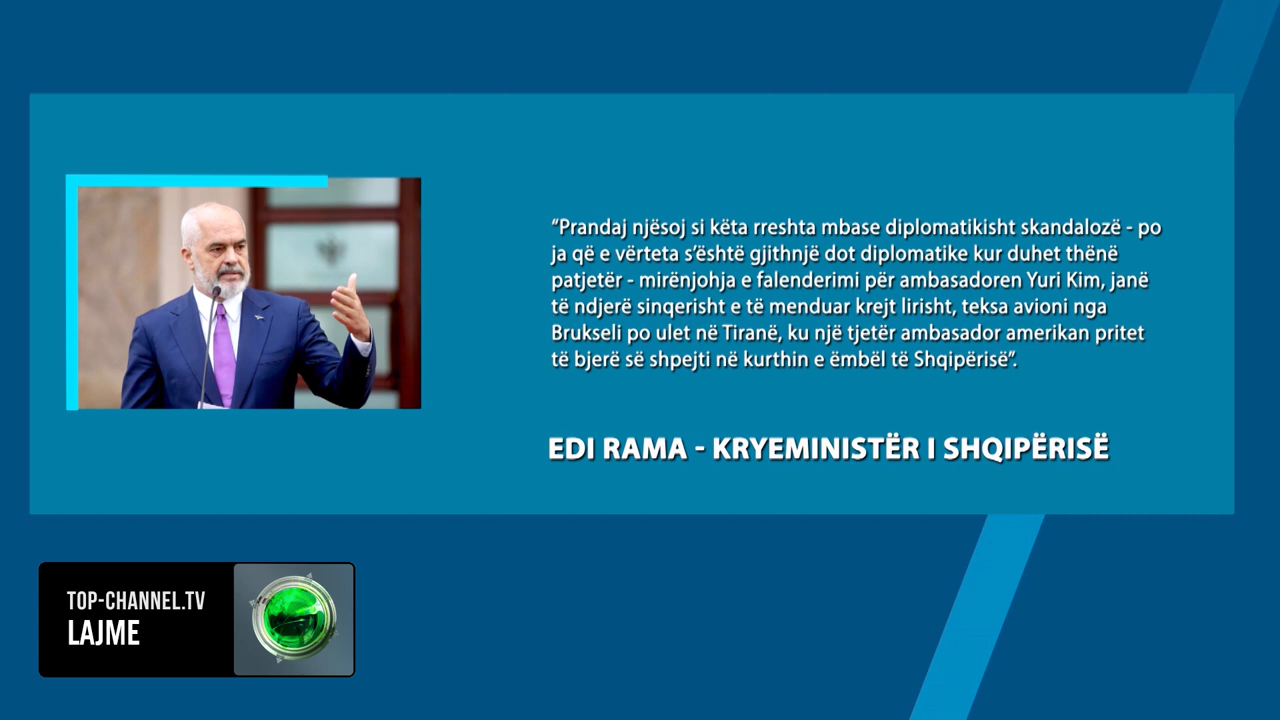 “Prandaj njësoj si këta rreshta mbase diplomatikisht skandalozë - po
ja që e vërteta s’është gjithnjë dot diplomatike kur duhet thënë
patjetër - mirënjohja e falenderimi për ambasadoren Yuri Kim, janë
të ndjerë sinqerisht e të menduar krejt lirisht, teksa avioni nga
Brukseli po ulet në Tiranë, ku një tjetër ambasador amerikan pritet
të bjerë së shpejti në kurthin e ëmbël të Shqipërisë”.
EDI RAMA - KRYEMINISTËR I SHQIPËRISË
TOP-CHANNEL.TV
LAJME